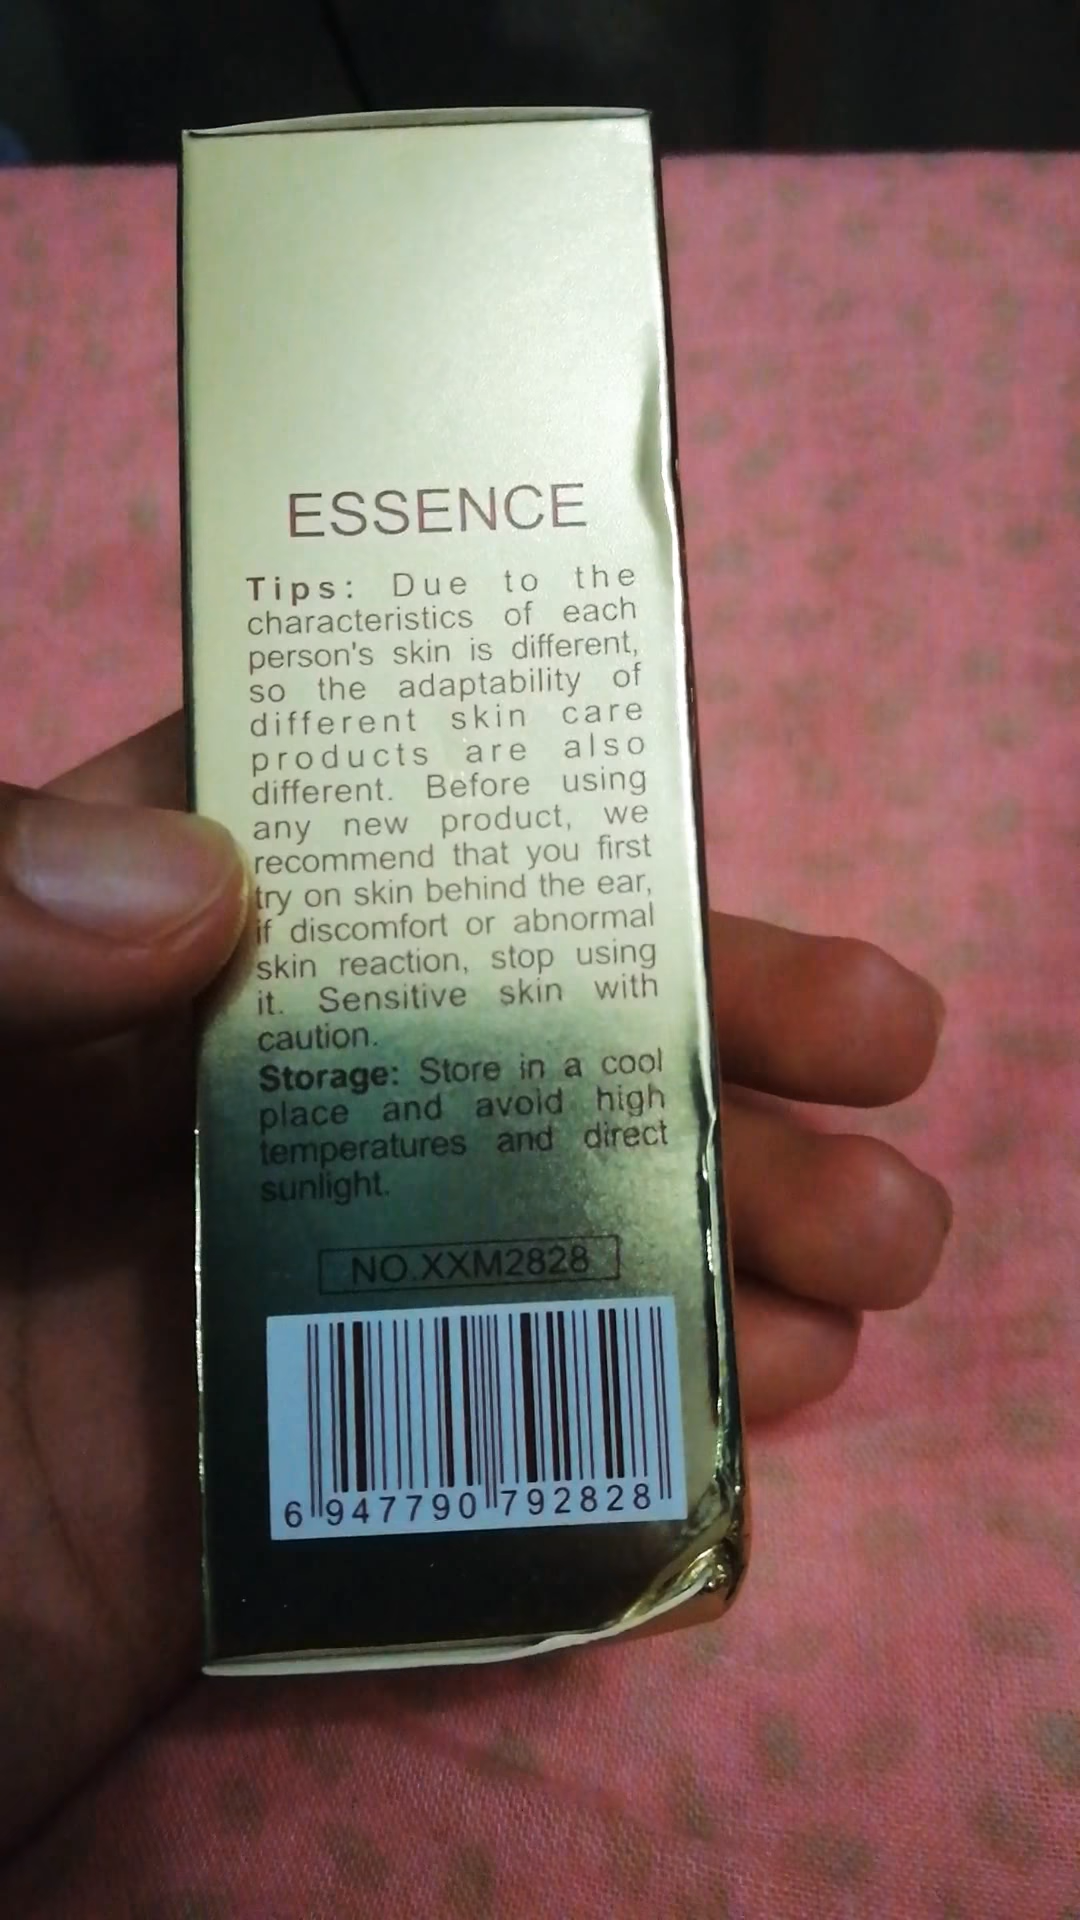 ESSENCE
Tips: Due to the
characteristics of each
person's skin is different,
so the adaptability of
different skin care
products are also
different. Before using
any new product, we
recommend that you first
try on skin behind the ear,
if discomfort or abnormal
skin reaction, stop using
it. Sensitive skin with
caution.
Storage: Store in a cool
place and avoid high
temperatures and direct
sunlight.
NO.XXM2828
6 947790 792828